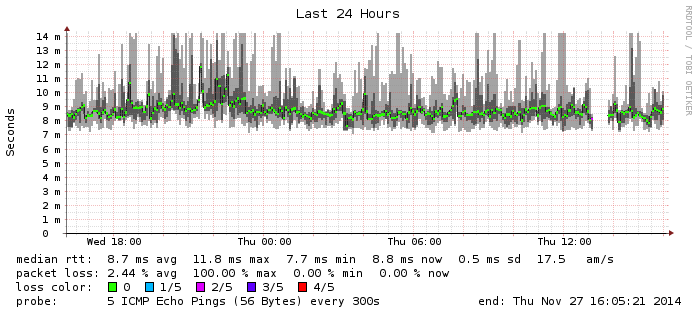 Last 24 Hours
RRDTOOL / TOBI OETIKER
Seconds
14 m
13 m
12 m
11 m
10 m
9 m
8 m
7 m
6 m
5 m
4 m
3 m
2 m
1 m
0
Wed 18:00 Thu 00:00 Thu 06:00 Thu 12:00
median rtt: 8.7 ms avg 11.8 ms max 7.7 ms min 8.8 ms now 0.5 ms sd 17.5 am/s
packet loss: 2.44 % avg 100.00 % max 0.00 % min 0.00 % now
loss color: 0 1/5 2/5 3/5 4/5
probe: 5 ICMP Echo Pings (56 Bytes) every 300s end: Thu Nov 27 16:05:21 2014